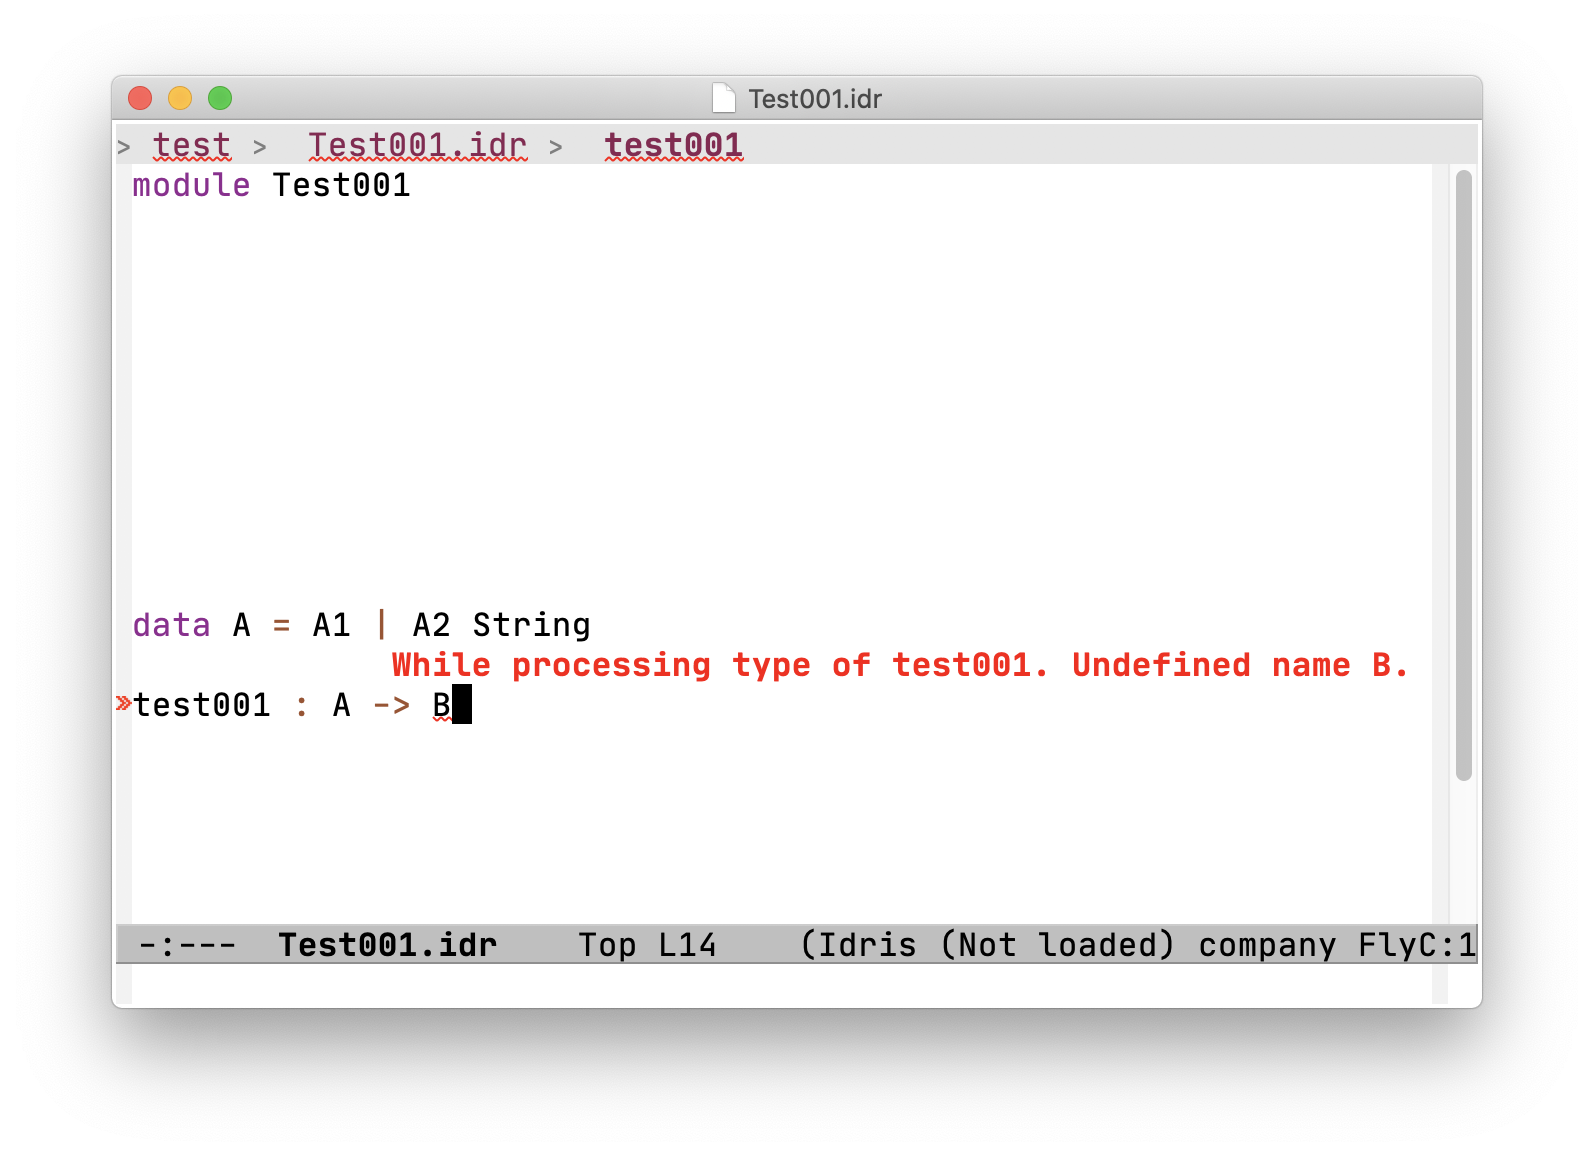 Test001.idr
> test > Test001.idr > test001
module Test001
data A = A1 | A2 String
While processing type of test001. Undefined name B.
»test001 : A -> B
-:--- Test001.idr Top L14 (Idris (Not loaded) company FlyC:1